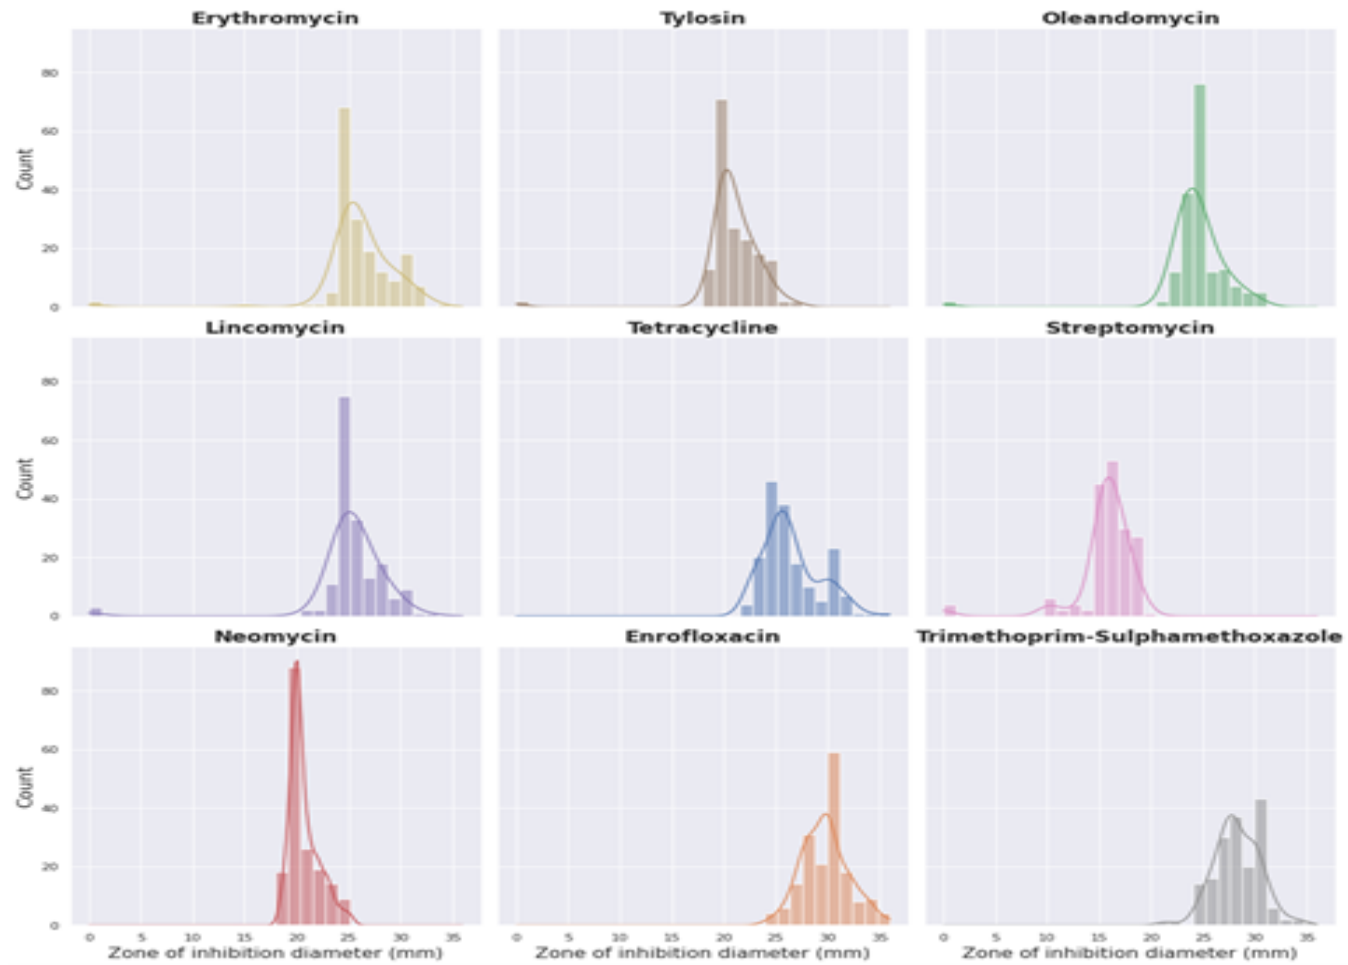 Erythromycin Tylosin Oleandomycin
80
60
40
20
0
Count
Lincomycin Tetracycline Streptomycin
80
60
40
20
0
Count
Neomycin Enrofloxacin Trimethoprim-Sulphamethoxazole
80
60
40
20
0
Count
0 5 10 15 20 25 30 35 0 5 10 15 20 25 30 35 0 5 10 15 20 25 30 35
Zone of inhibition diameter (mm) Zone of inhibition diameter (mm) Zone of inhibition diameter (mm)